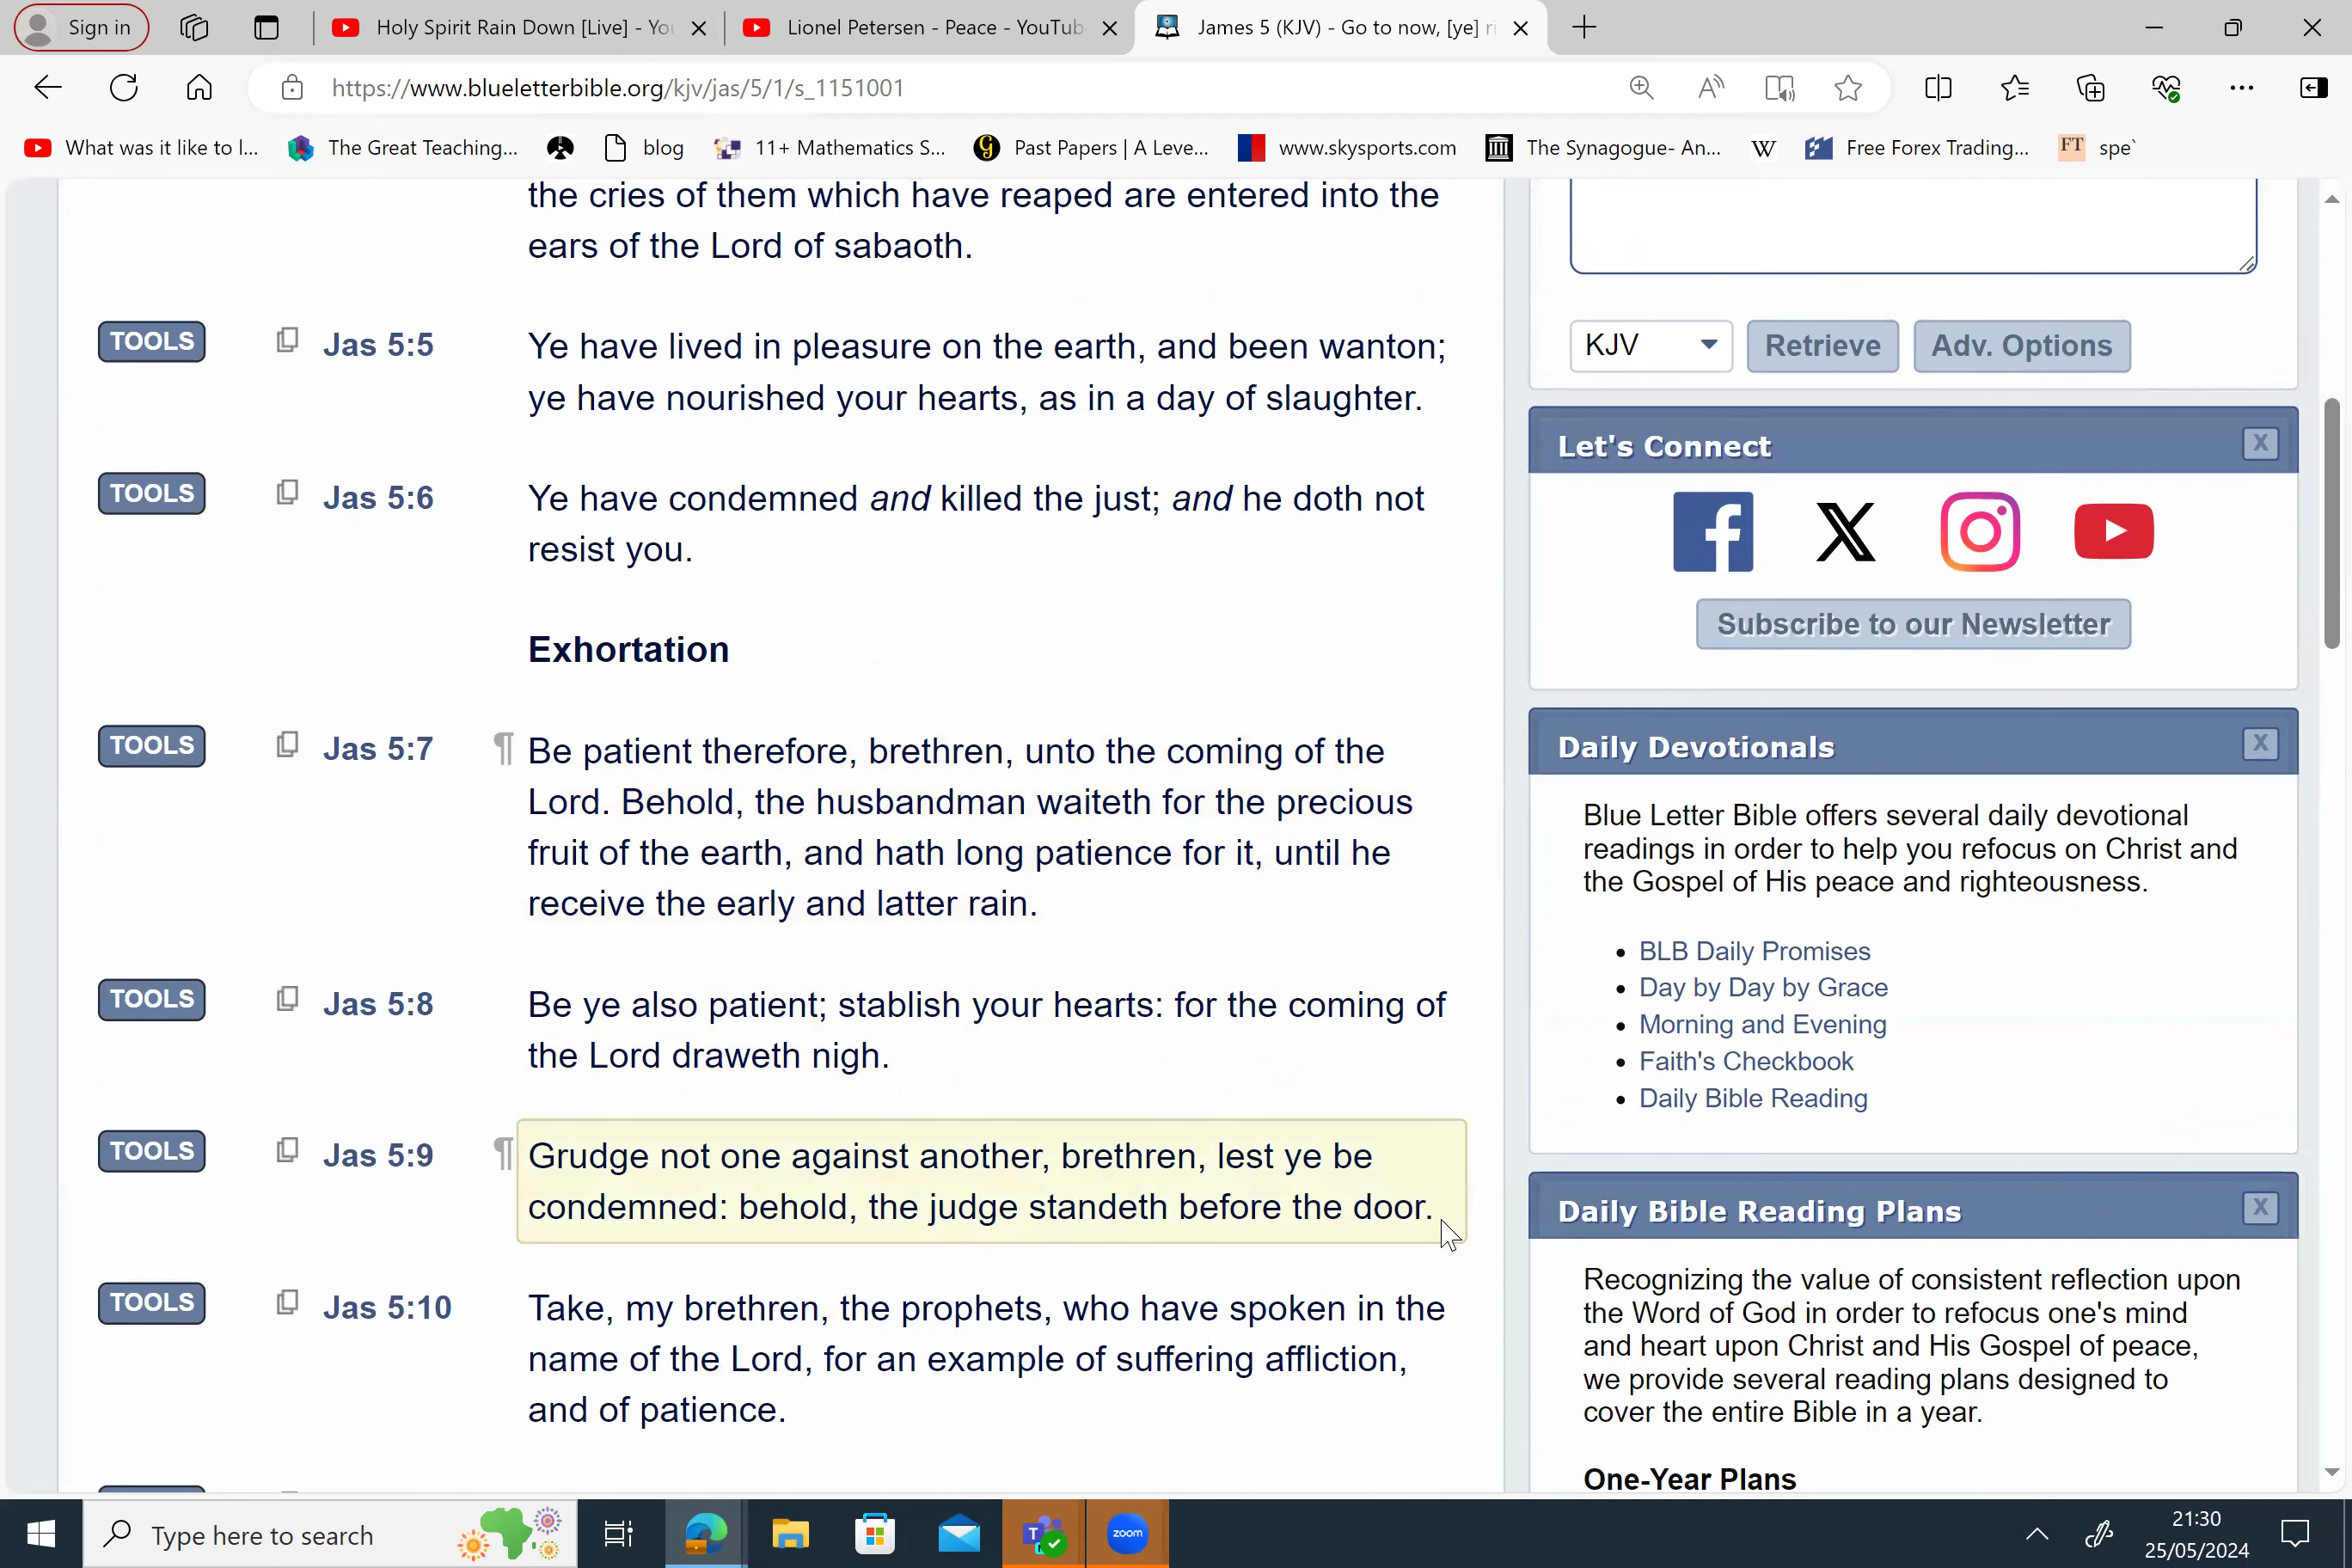 Sign in
Holy Spirit Rain Down [Live] - You
Lionel Petersen - Peace - YouTub
James 5 (KJV) - Go to now, [ye] ri
https://www.blueletterbible.org/kjv/jas/5/1/s_1151001
What was it like to l...
The Great Teaching...
blog
11+ Mathematics S...
Past Papers | A Leve...
www.skysports.com
The Synagogue- An...
W
Free Forex Trading...
FT
spe`
the cries of them which have reaped are entered into the
ears of the Lord of sabaoth.
TOOLS
Jas 5:5
Ye have lived in pleasure on the earth, and been wanton;
ye have nourished your hearts, as in a day of slaughter.
TOOLS
Jas 5:6
Ye have condemned and killed the just; and he doth not
resist you.
Exhortation
TOOLS
Jas 5:7
¶ Be patient therefore, brethren, unto the coming of the
Lord. Behold, the husbandman waiteth for the precious
fruit of the earth, and hath long patience for it, until he
receive the early and latter rain.
TOOLS
Jas 5:8
Be ye also patient; stablish your hearts: for the coming of
the Lord draweth nigh.
TOOLS
Jas 5:9
¶ Grudge not one against another, brethren, lest ye be
condemned: behold, the judge standeth before the door.
TOOLS
Jas 5:10
Take, my brethren, the prophets, who have spoken in the
name of the Lord, for an example of suffering affliction,
and of patience.
KJV
Retrieve
Adv. Options
Let's Connect
X
Subscribe to our Newsletter
Daily Devotionals
X
Blue Letter Bible offers several daily devotional
readings in order to help you refocus on Christ and
the Gospel of His peace and righteousness.
BLB Daily Promises
Day by Day by Grace
Morning and Evening
Faith's Checkbook
Daily Bible Reading
Daily Bible Reading Plans
X
Recognizing the value of consistent reflection upon
the Word of God in order to refocus one's mind
and heart upon Christ and His Gospel of peace,
we provide several reading plans designed to
cover the entire Bible in a year.
One-Year Plans
Type here to search
zoom
21:30
25/05/2024